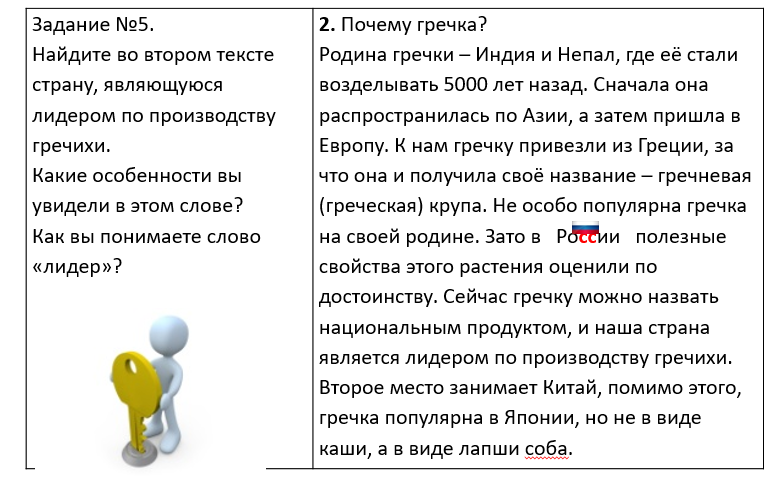 Задание №5.
Найдите во втором тексте
страну, являющуюся
лидером по производству
гречихи.
Какие особенности вы
увидели в этом слове?
Как вы понимаете слово
«лидер»?
2. Почему гречка?
Родина гречки – Индия и Непал, где её стали
возделывать 5000 лет назад. Сначала она
распространилась по Азии, а затем пришла в
Европу. К нам гречку привезли из Греции, за
что она и получила своё название – гречневая
(греческая) крупа. Не особо популярна гречка
на своей родине. Зато в России полезные
свойства этого растения оценили по
достоинству. Сейчас гречку можно назвать
национальным продуктом, и наша страна
является лидером по производству гречихи.
Второе место занимает Китай, помимо этого,
гречка популярна в Японии, но не в виде
каши, а в виде лапши соба.